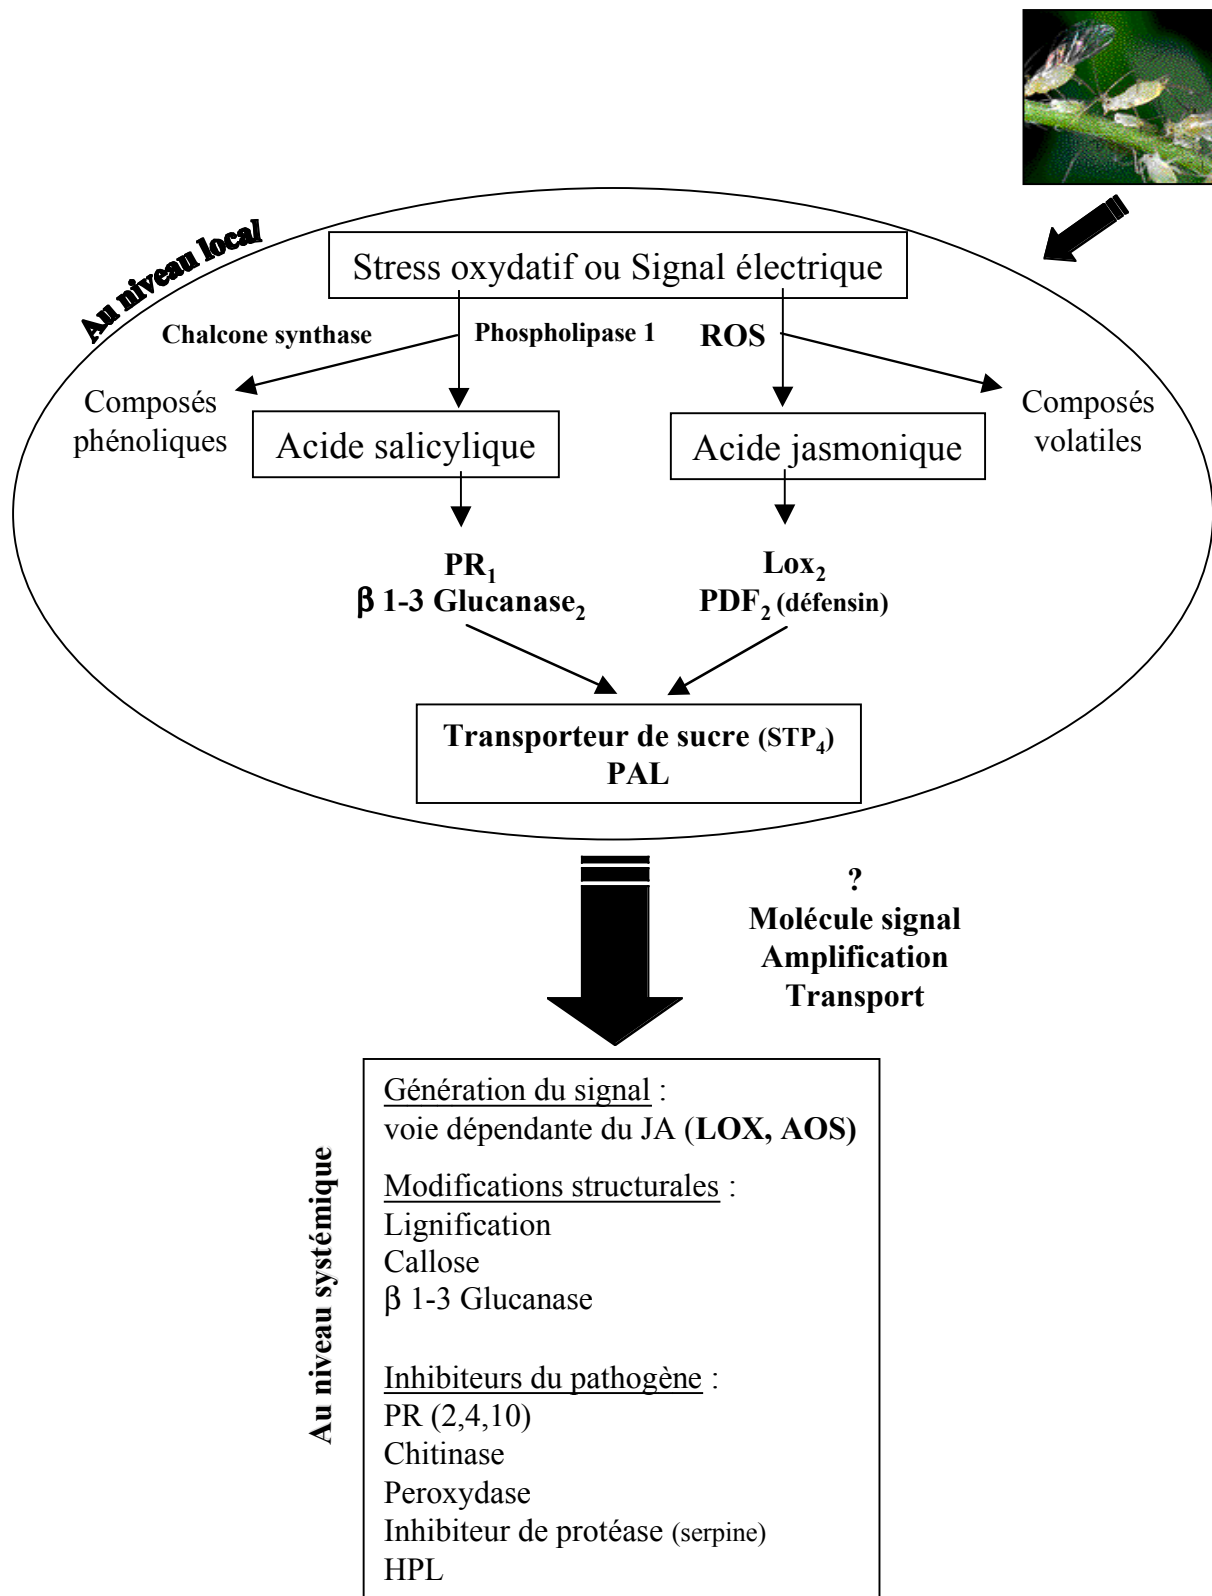 Au niveau local
Stress oxydatif ou Signal électrique
Chalcone synthase
Phospholipase 1
ROS
Composés
phénoliques
Composés
volatiles
Acide salicylique
Acide jasmonique
PR1
β 1-3 Glucanase2
Lox2
PDF2 (défensin)
Transporteur de sucre (STP4)
PAL
?
Molécule signal
Amplification
Transport
Au niveau systémique
Génération du signal :
voie dépendante du JA (LOX, AOS)
Modifications structurales :
Lignification
Callose
β 1-3 Glucanase
Inhibiteurs du pathogène :
PR (2,4,10)
Chitinase
Peroxydase
Inhibiteur de protéase (serpine)
HPL